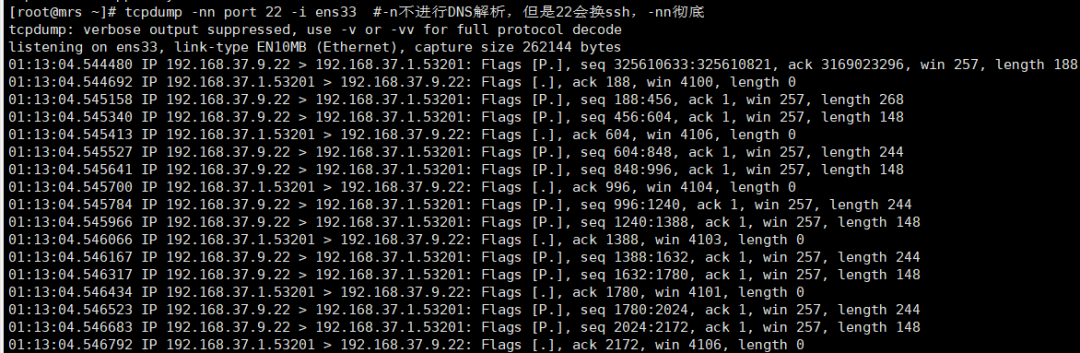 [root@mrs ~]# tcpdump -nn port 22 -i ens33  #-n不进行DNS解析，但是22会换ssh，-nn彻底
tcpdump: verbose output suppressed, use -v or -vv for full protocol decode
listening on ens33, link-type EN10MB (Ethernet), capture size 262144 bytes
01:13:04.544480 IP 192.168.37.9.22 > 192.168.37.1.53201: Flags [P.], seq 325610633:325610821, ack 3169023296, win 257, length 188
01:13:04.544692 IP 192.168.37.1.53201 > 192.168.37.9.22: Flags [.], ack 188, win 4100, length 0
01:13:04.545158 IP 192.168.37.9.22 > 192.168.37.1.53201: Flags [P.], seq 188:456, ack 1, win 257, length 268
01:13:04.545340 IP 192.168.37.9.22 > 192.168.37.1.53201: Flags [P.], seq 456:604, ack 1, win 257, length 148
01:13:04.545413 IP 192.168.37.1.53201 > 192.168.37.9.22: Flags [.], ack 604, win 4106, length 0
01:13:04.545527 IP 192.168.37.9.22 > 192.168.37.1.53201: Flags [P.], seq 604:848, ack 1, win 257, length 244
01:13:04.545641 IP 192.168.37.9.22 > 192.168.37.1.53201: Flags [P.], seq 848:996, ack 1, win 257, length 148
01:13:04.545700 IP 192.168.37.1.53201 > 192.168.37.9.22: Flags [.], ack 996, win 4104, length 0
01:13:04.545784 IP 192.168.37.9.22 > 192.168.37.1.53201: Flags [P.], seq 996:1240, ack 1, win 257, length 244
01:13:04.545966 IP 192.168.37.9.22 > 192.168.37.1.53201: Flags [P.], seq 1240:1388, ack 1, win 257, length 148
01:13:04.546066 IP 192.168.37.1.53201 > 192.168.37.9.22: Flags [.], ack 1388, win 4103, length 0
01:13:04.546167 IP 192.168.37.9.22 > 192.168.37.1.53201: Flags [P.], seq 1388:1632, ack 1, win 257, length 244
01:13:04.546317 IP 192.168.37.9.22 > 192.168.37.1.53201: Flags [P.], seq 1632:1780, ack 1, win 257, length 148
01:13:04.546434 IP 192.168.37.1.53201 > 192.168.37.9.22: Flags [.], ack 1780, win 4101, length 0
01:13:04.546523 IP 192.168.37.9.22 > 192.168.37.1.53201: Flags [P.], seq 1780:2024, ack 1, win 257, length 244
01:13:04.546683 IP 192.168.37.9.22 > 192.168.37.1.53201: Flags [P.], seq 2024:2172, ack 1, win 257, length 148
01:13:04.546792 IP 192.168.37.1.53201 > 192.168.37.9.22: Flags [.], ack 2172, win 4106, length 0